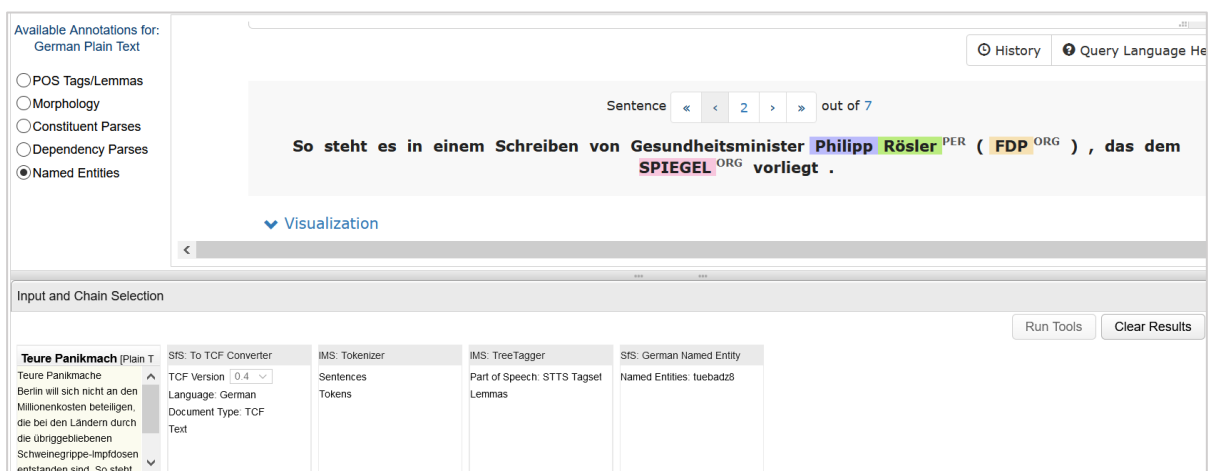 Available Annotations for:
German Plain Text
POS Tags/Lemmas
Morphology
Constituent Parses
Dependency Parses
Named Entities
History Query Language He
Sentence « ‹ 2 › » out of 7
So steht es in einem Schreiben von Gesundheitsminister Philipp Rösler PER ( FDP ORG ) , das dem
SPIEGEL ORG vorliegt .
Visualization
Input and Chain Selection
Run Tools Clear Results
Teure Panikmach [Plain T
Teure Panikmache
Berlin will sich nicht an den
Millionenkosten beteiligen,
die bei den Ländern durch
die übriggebliebenen
Schweinegrippe-Impfdosen
entstanden sind. So steht
SfS: To TCF Converter
TCF Version 0.4
Language: German
Document Type: TCF
Text
IMS: Tokenizer
Sentences
Tokens
IMS: TreeTagger
Part of Speech: STTS Tagset
Lemmas
SfS: German Named Entity
Named Entities: tuebadz8